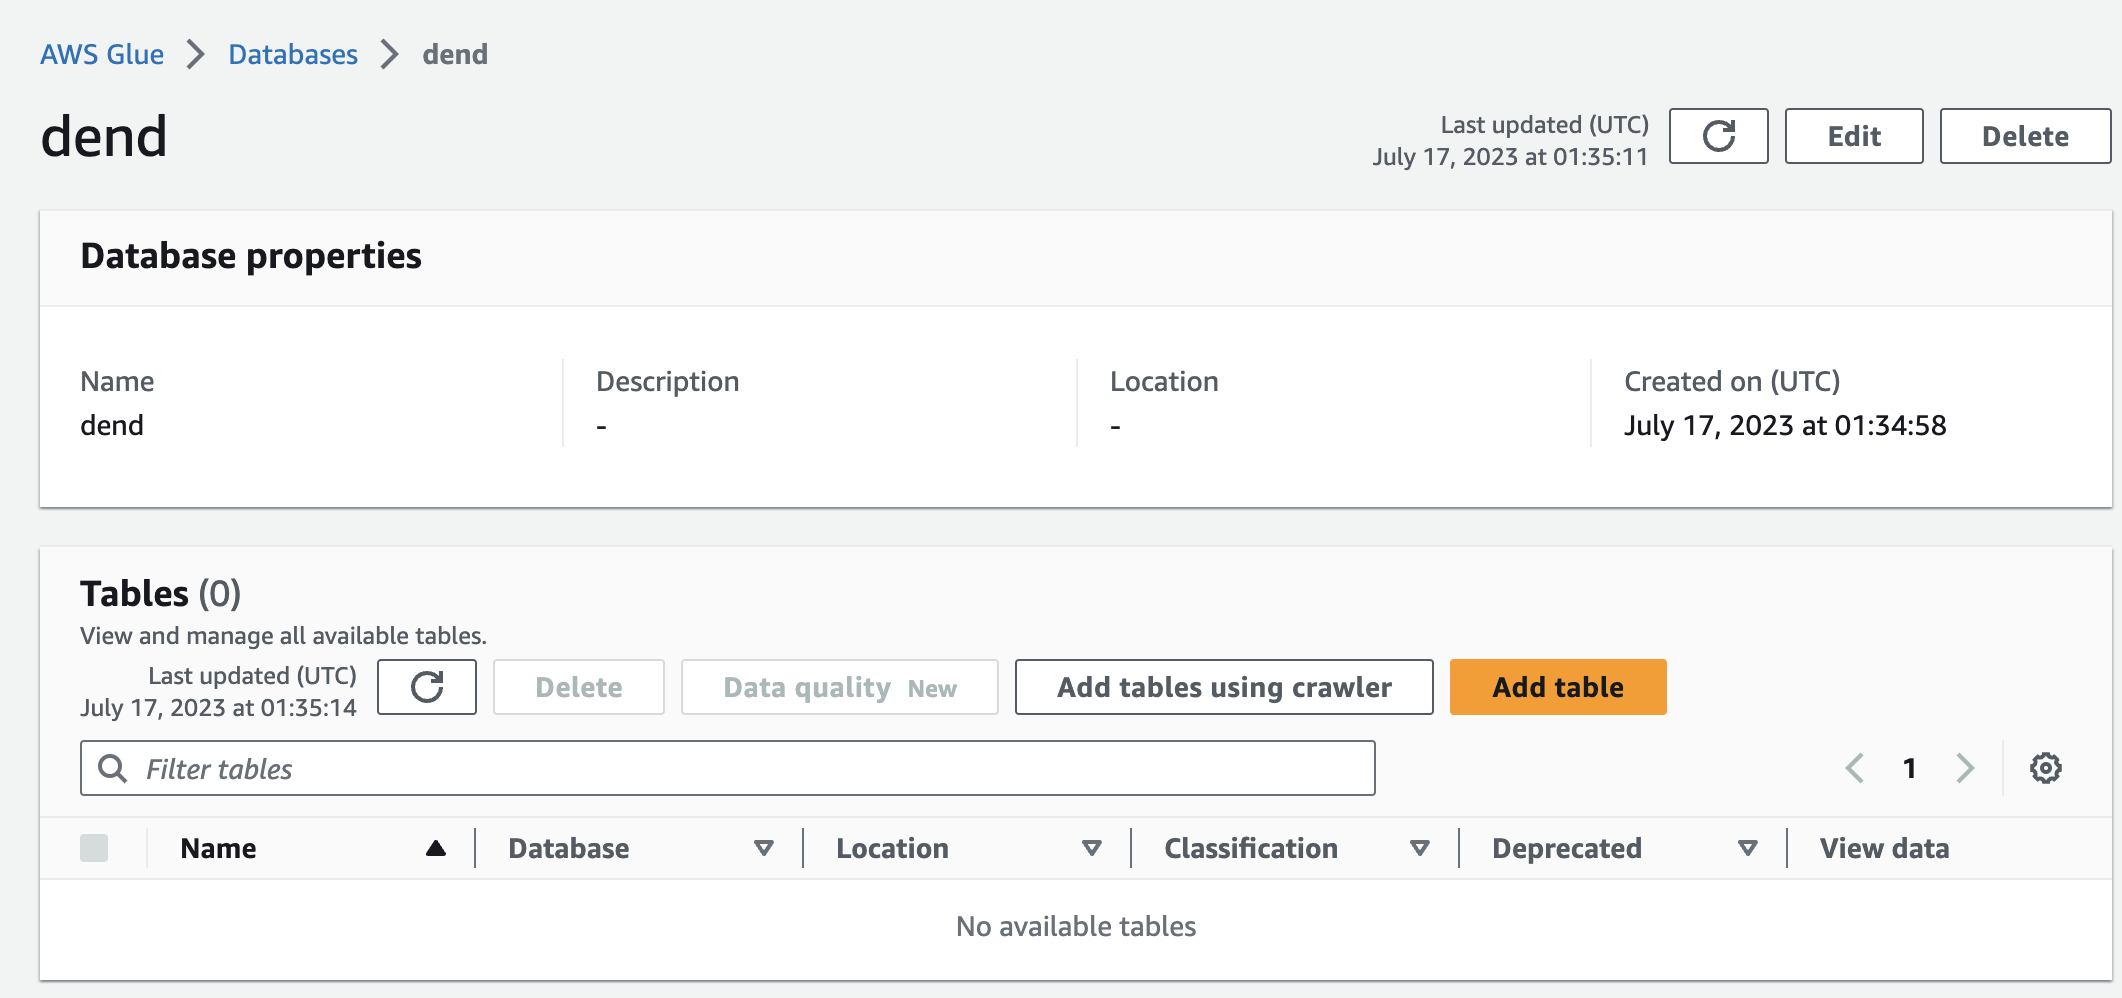 AWS Glue > Databases > dend
dend
Last updated (UTC)
July 17, 2023 at 01:35:11
Edit
Delete
Database properties
Name
dend
Description
-
Location
-
Created on (UTC)
July 17, 2023 at 01:34:58
Tables (0)
View and manage all available tables.
Last updated (UTC)
July 17, 2023 at 01:35:14
Delete
Data quality New
Add tables using crawler
Add table
Filter tables
1
Name Database Location Classification Deprecated View data
No available tables